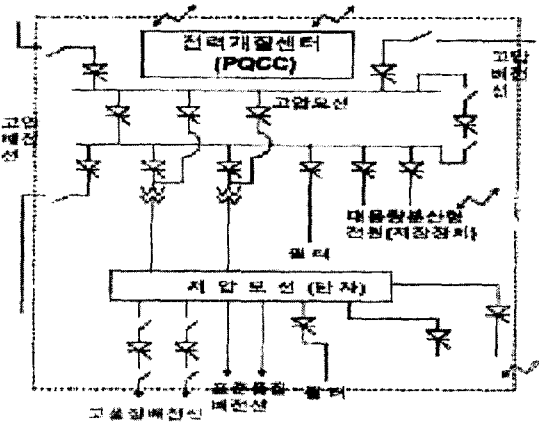 전력개질센터
(PQCC)
고압
배전
선
고압모선
고압
배전
선
대용량분산형
전원(저장장치)
필터
저 압 모 선 (단 자)
표준품질
배전선
필터
고품질배전선